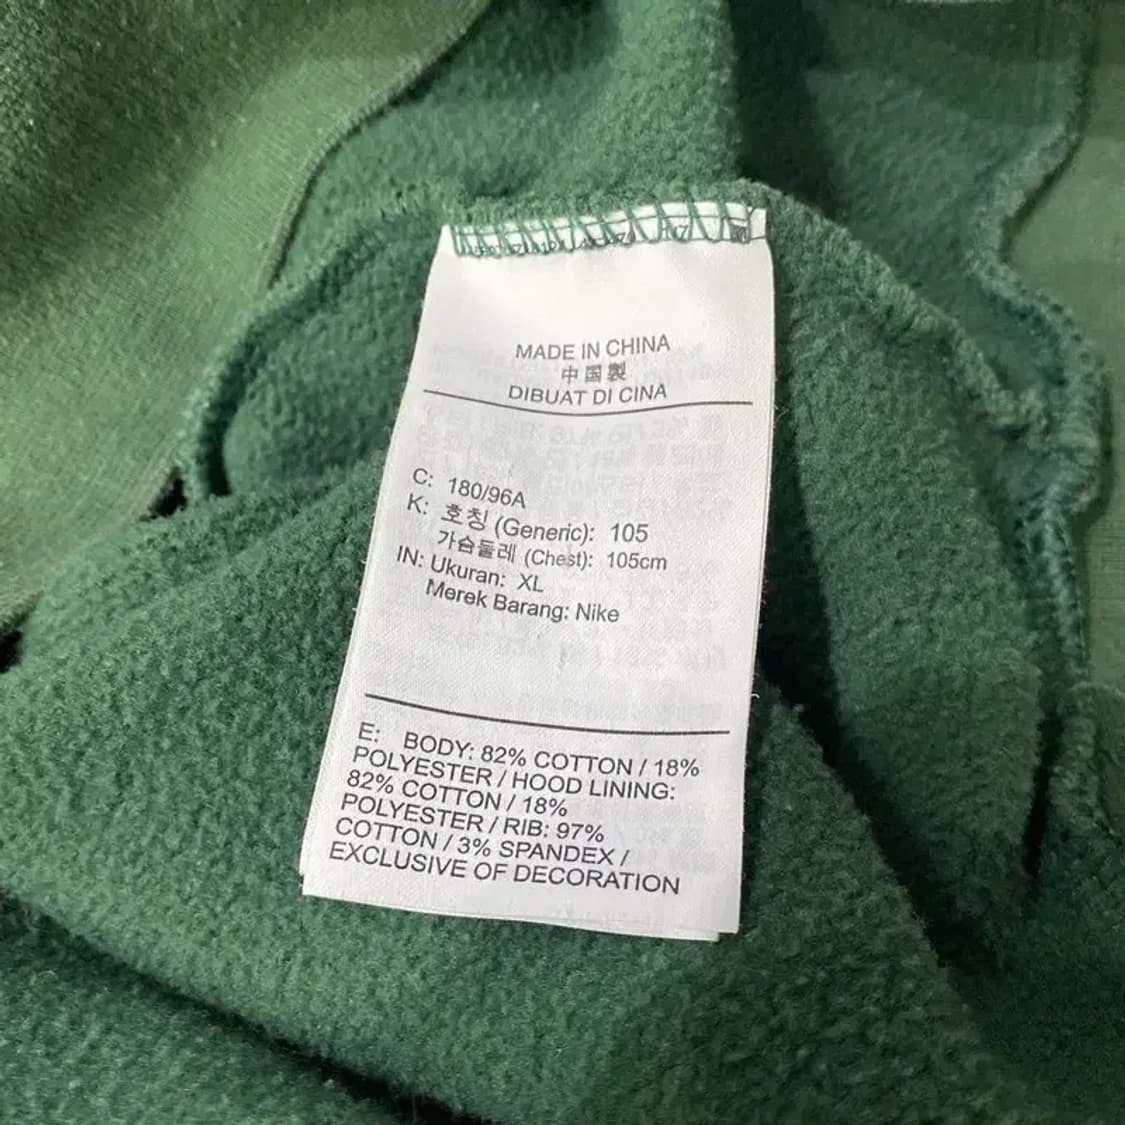 MADE IN CHINA
中国製
DIBUAT DI CINA
C: 180/96A
K: 호칭 (Generic): 105
가슴둘레 (Chest): 105cm
IN: Ukuran: XL
Merek Barang: Nike
E: BODY: 82% COTTON / 18%
POLYESTER / HOOD LINING:
82% COTTON / 18%
POLYESTER / RIB: 97%
COTTON / 3% SPANDEX /
EXCLUSIVE OF DECORATION